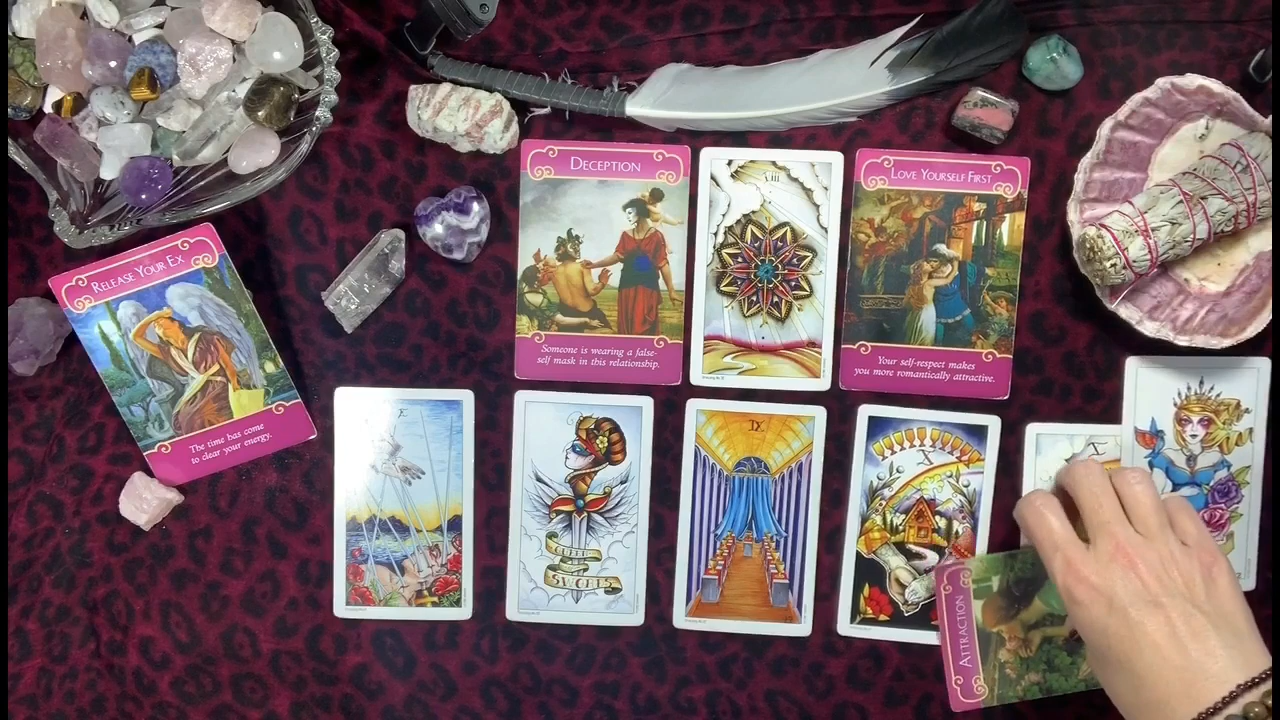 DECEPTION
Someone is wearing a false-
self mask in this relationship.
VIII
LOVE YOURSELF FIRST
Your self-respect makes
you more romantically attractive.
RELEASE YOUR EX
The time has come
to clear your energy.
X
QUEEN
SWORDS
IX
X
ATTRACTION